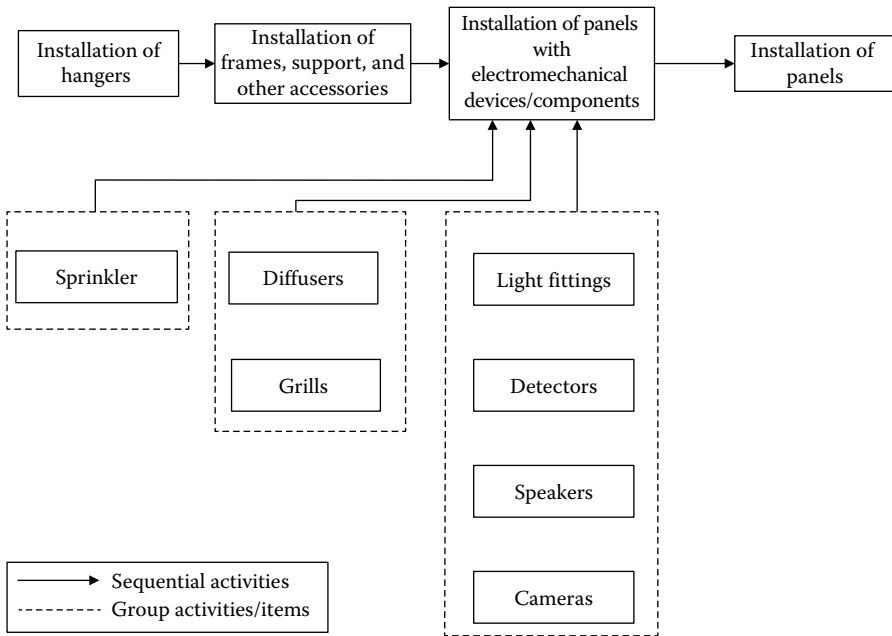 Installation of
hangers
Installation of
frames, support, and
other accessories
Installation of panels
with
electromechanical
devices/components
Installation of
panels
Sprinkler
Diffusers
Grills
Light fittings
Detectors
Speakers
Cameras
Sequential activities
Group activities/items